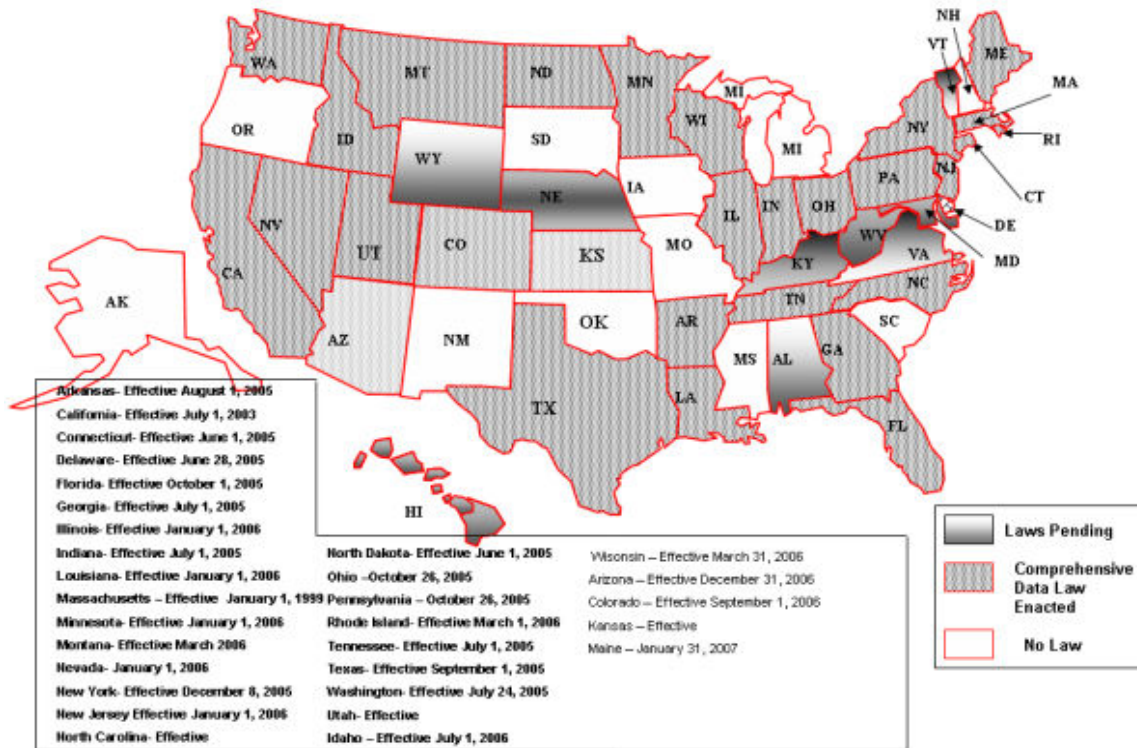 NH
VT
ME
WA
MT
ND
MN
MA
OR
ID
WY
SD
WI
MI
MI
NY
RI
NE
IA
PA
NJ
CT
NV
UT
CO
KS
MO
IL
IN
OH
WV
DE
CA
KY
VA
MD
AK
AZ
NM
OK
AR
TN
NC
SC
TX
LA
MS
AL
GA
FL
HI
Arkansas- Effective August 1, 2005
California- Effective July 1, 2003
Connecticut- Effective June 1, 2005
Delaware- Effective June 28, 2005
Florida- Effective October 1, 2005
Georgia- Effective July 1, 2005
Illinois- Effective January 1, 2006
Indiana- Effective July 1, 2005
Louisiana- Effective January 1, 2006
Massachusetts – Effective January 1, 1999
Minnesota- Effective January 1, 2006
Montana- Effective March 2006
Nevada- January 1, 2006
New York- Effective December 8, 2005
New Jersey Effective January 1, 2006
North Carolina- Effective
North Dakota- Effective June 1, 2005
Ohio –October 26, 2005
Pennsylvania – October 26, 2005
Rhode Island- Effective March 1, 2006
Tennessee- Effective July 1, 2005
Texas- Effective September 1, 2005
Washington- Effective July 24, 2005
Utah- Effective
Idaho – Effective July 1, 2006
Wisconsin – Effective March 31, 2006
Arizona – Effective December 31, 2006
Colorado – Effective September 1, 2006
Kansas – Effective
Maine – January 31, 2007
Laws Pending
Comprehensive
Data Law
Enacted
No Law